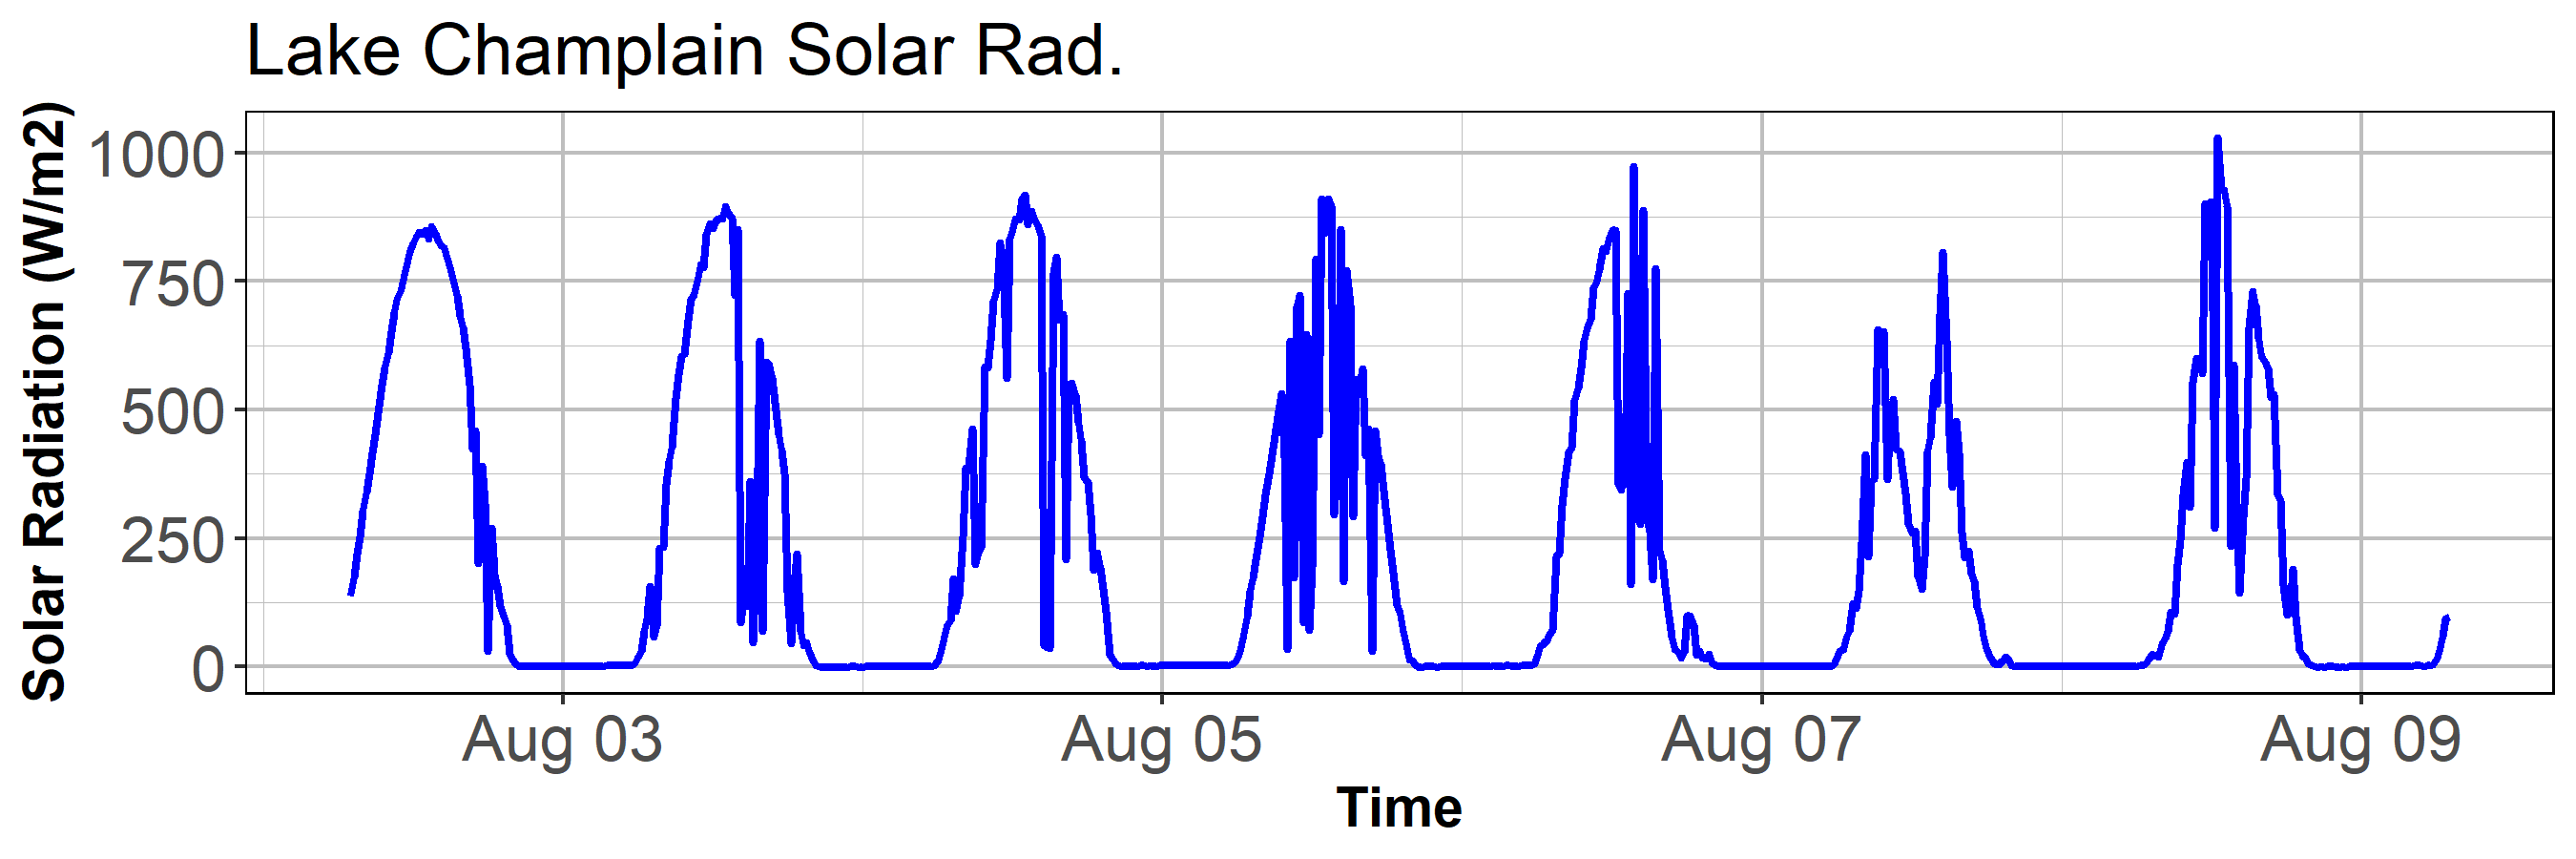 Lake Champlain Solar Rad.
Solar Radiation (W/m2)
1000
750
500
250
0
Aug 03 Aug 05 Aug 07 Aug 09
Time